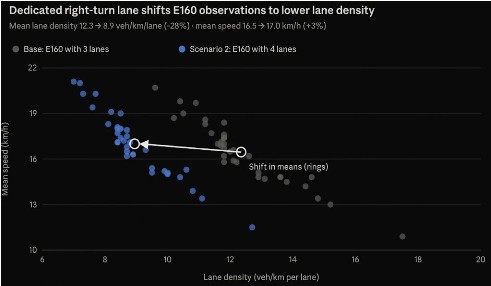 Dedicated right-turn lane shifts E160 observations to lower lane density
Mean lane density 12.3 → 8.9 veh/km/lane (-28%) · mean speed 16.5 → 17.0 km/h (+3%)
Base: E160 with 3 lanes
Scenario 2: E160 with 4 lanes
22
19
16
13
10
Mean speed (km/h)
Shift in means (rings)
6 8 10 12 14 16 18 20
Lane density (veh/km per lane)